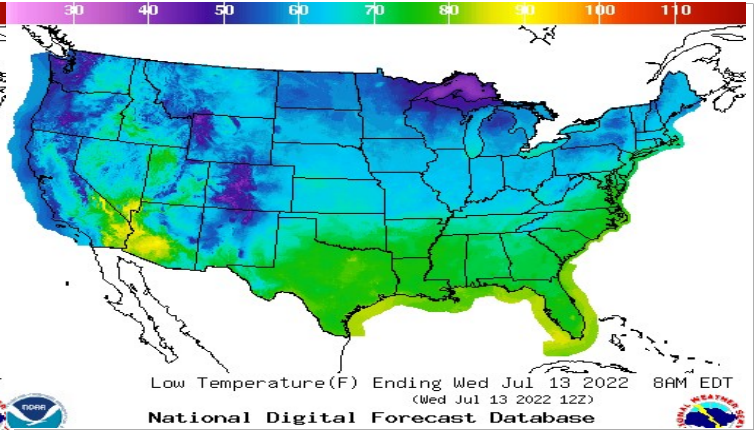 30 40 50 60 70 80 90 100 110
Low Temperature(F) Ending Wed Jul 13 2022 8AM EDT
(Wed Jul 13 2022 12Z)
National Digital Forecast Database